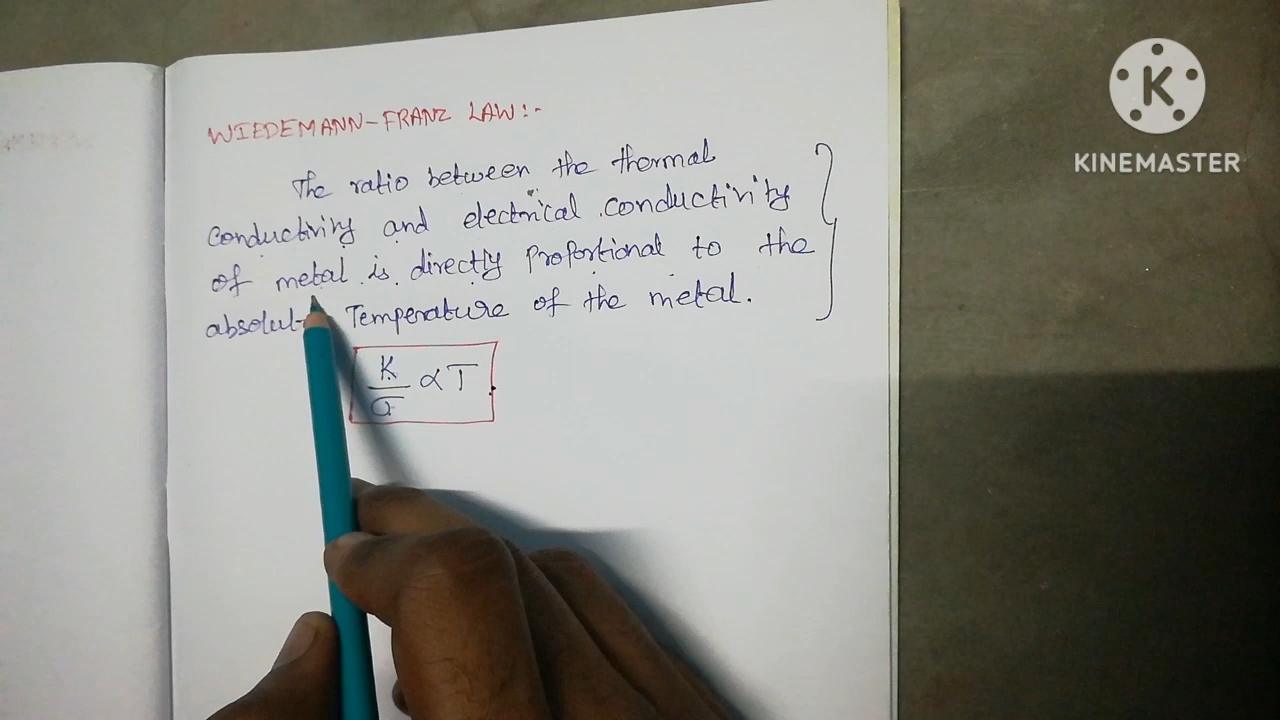 WIEDEMANN-FRANZ LAW:-
The ratio between the thermal
conductivity and electrical conductivity
of metal is directly proportional to the
absolut Temperature of the metal.
K
σ
∝ T
K
KINEMASTER